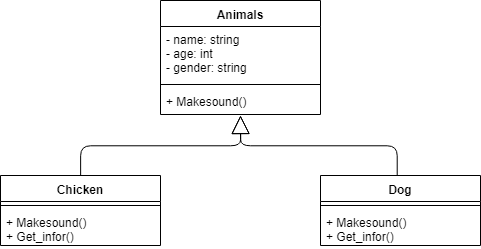 Animals
- name: string
- age: int
- gender: string
+ Makesound()
Chicken
+ Makesound()
+ Get_infor()
Dog
+ Makesound()
+ Get_infor()